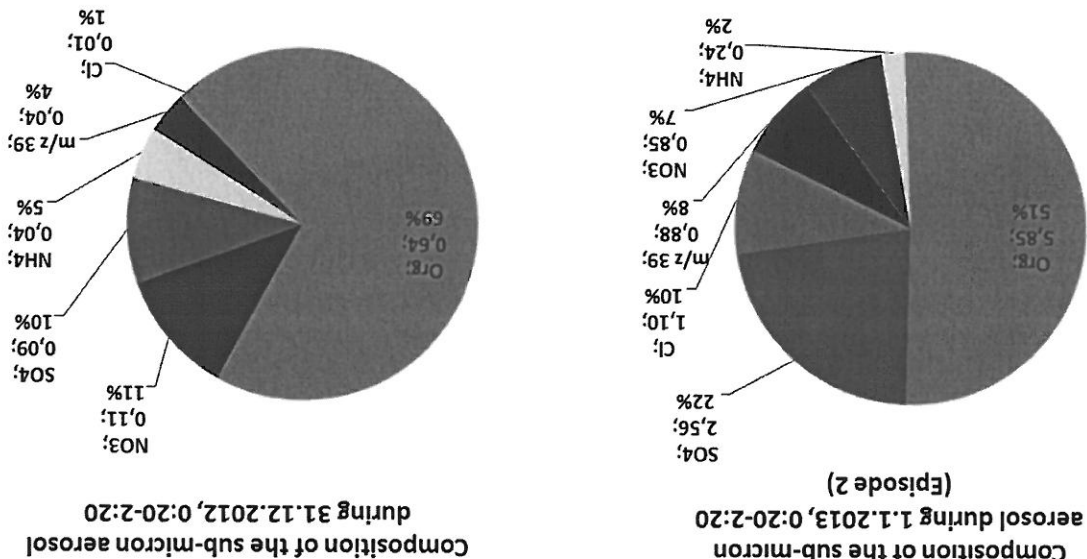 Composition of the sub-micron
aerosol during 1.1.2013, 0:20-2:20
(Episode 2)
SO4;
2,56;
22%
Cl;
1,10;
10%
m/z 39;
0,88;
8%
NO3;
0,85;
7%
NH4;
0,24;
2%
Org;
5,85;
51%
Composition of the sub-micron aerosol
during 31.12.2012, 0:20-2:20
NO3;
0,11;
11%
SO4;
0,09;
10%
NH4;
0,04;
5%
m/z 39;
0,04;
4%
Cl;
0,01;
1%
Org;
0,64;
69%